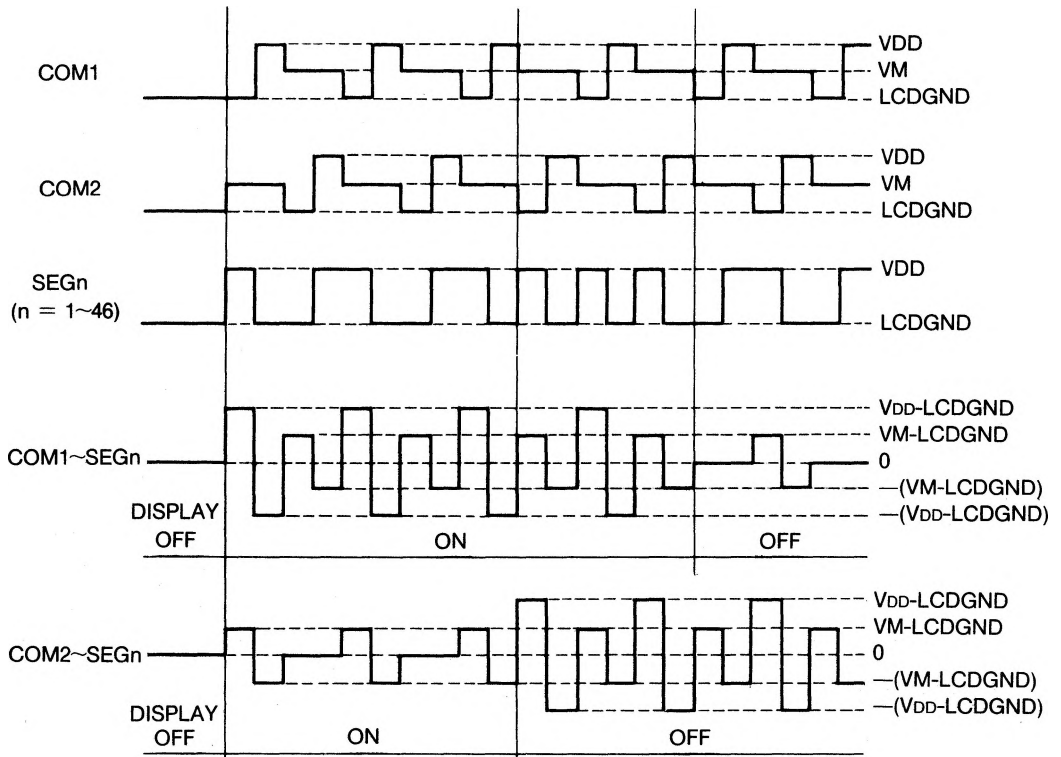 COM1
VDD
VM
LCDGND
COM2
VDD
VM
LCDGND
SEGn
(n = 1~46)
VDD
LCDGND
COM1~SEGn
VDD-LCDGND
VM-LCDGND
0
—(VM-LCDGND)
—(VDD-LCDGND)
DISPLAY
OFF
ON
OFF
COM2~SEGn
VDD-LCDGND
VM-LCDGND
0
—(VM-LCDGND)
—(VDD-LCDGND)
DISPLAY
OFF
ON
OFF